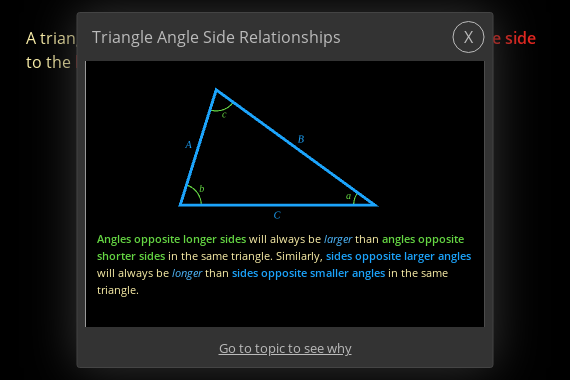 Triangle Angle Side Relationships
X
A trian
e side
to the
c
A
B
b
a
C
Angles opposite longer sides will always be larger than angles opposite
shorter sides in the same triangle. Similarly, sides opposite larger angles
will always be longer than sides opposite smaller angles in the same
triangle.
Go to topic to see why